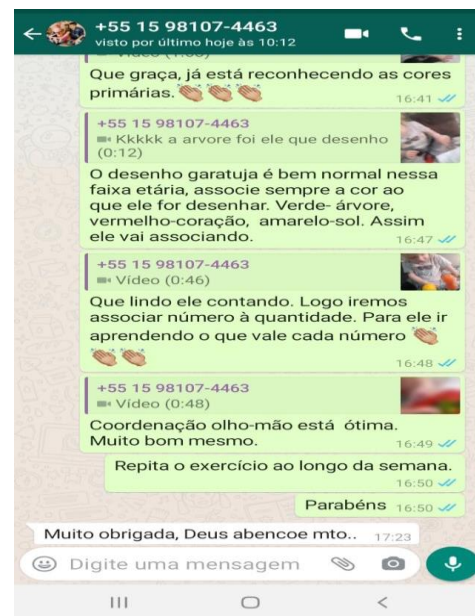 +55 15 98107-4463
visto por último hoje às 10:12
Que graça, já está reconhecendo as cores
primárias. 👏🏽👏🏽👏🏽
16:41
+55 15 98107-4463
Kkkkk a arvore foi ele que desenho
(0:12)
O desenho garatuja é bem normal nessa
faixa etária, associe sempre a cor ao
que ele for desenhar. Verde- árvore,
vermelho-coração, amarelo-sol. Assim
ele vai associando.
16:47
+55 15 98107-4463
Vídeo (0:46)
Que lindo ele contando. Logo iremos
associar número à quantidade. Para ele ir
aprendendo o que vale cada número 👏🏽
👏🏽👏🏽
16:48
+55 15 98107-4463
Vídeo (0:48)
Coordenação olho-mão está ótima.
Muito bom mesmo.
16:49
Repita o exercício ao longo da semana.
16:50
Parabéns 16:50
Muito obrigada, Deus abencoe mto.. 17:23
Digite uma mensagem